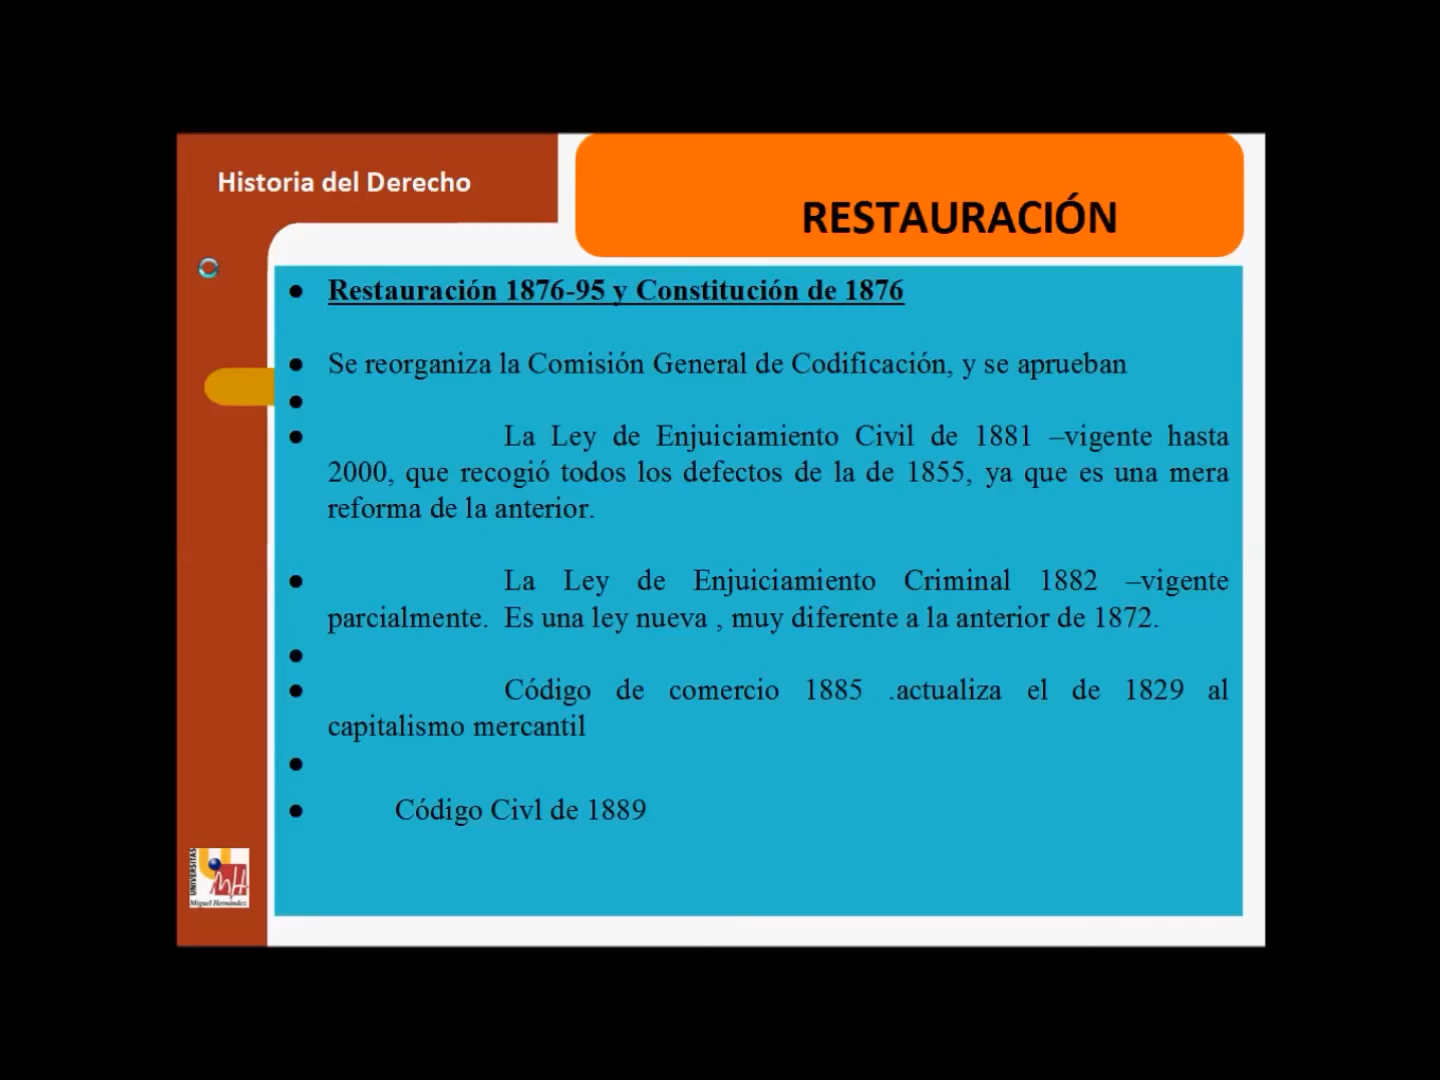 Historia del Derecho
RESTAURACIÓN
Restauración 1876-95 y Constitución de 1876
Se reorganiza la Comisión General de Codificación, y se aprueban
La Ley de Enjuiciamiento Civil de 1881 –vigente hasta
2000, que recogió todos los defectos de la de 1855, ya que es una mera
reforma de la anterior.
La Ley de Enjuiciamiento Criminal 1882 –vigente
parcialmente. Es una ley nueva , muy diferente a la anterior de 1872.
Código de comercio 1885 .actualiza el de 1829 al
capitalismo mercantil
Código Civl de 1889
UNIVERSITAS
Miguel Hernández